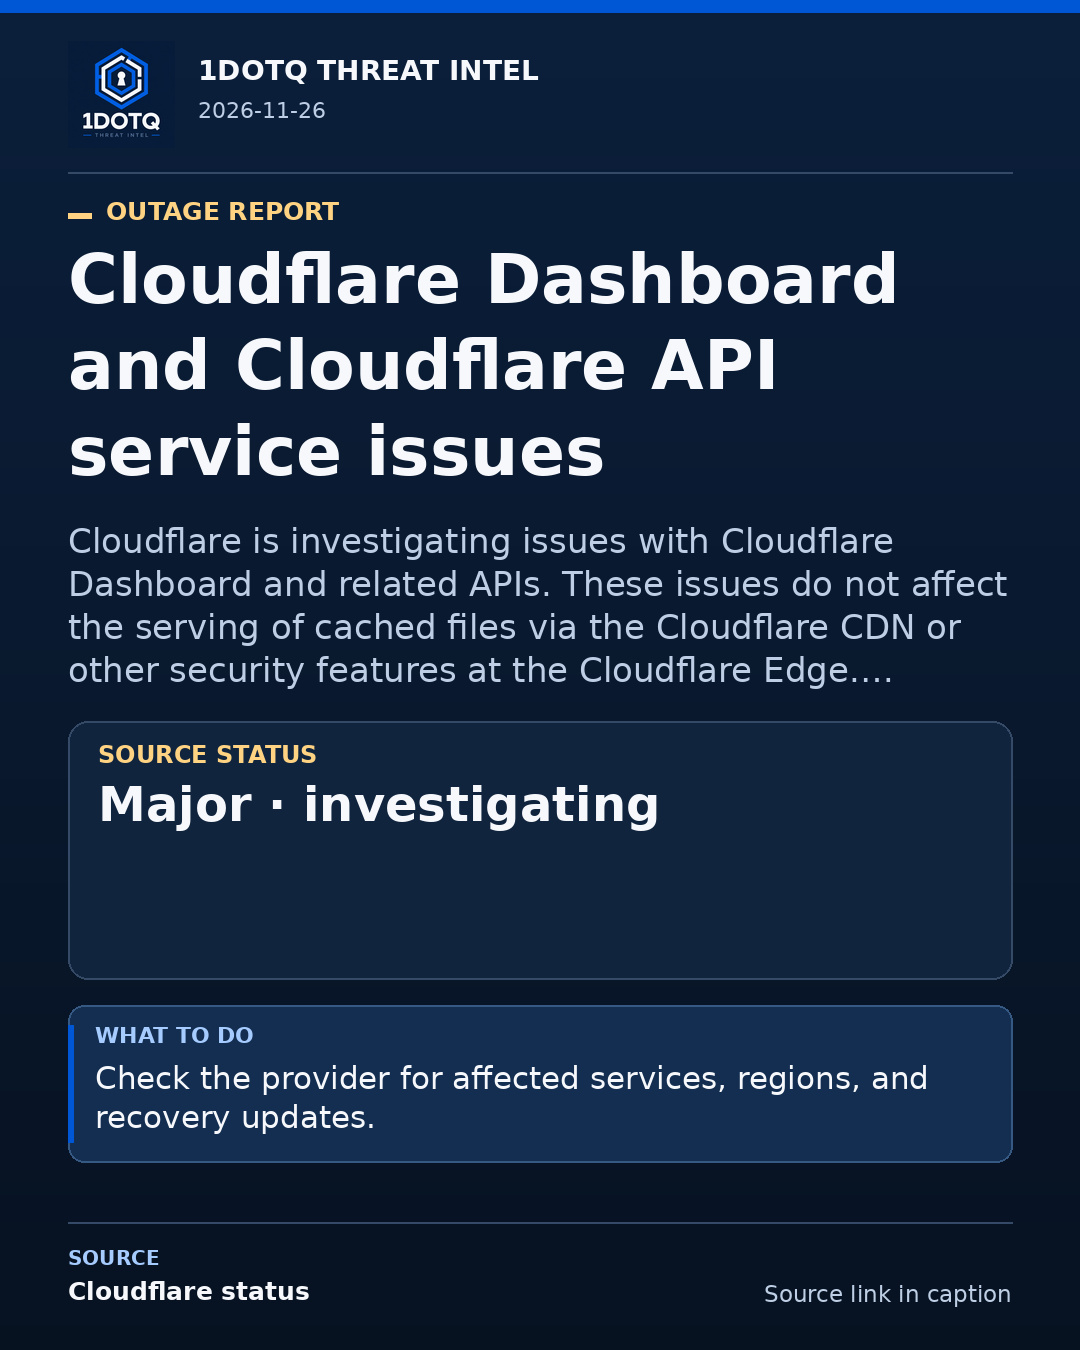 1DOTQ
THREAT INTEL
1DOTQ THREAT INTEL
2026-11-26
OUTAGE REPORT
Cloudflare Dashboard
and Cloudflare API
service issues
Cloudflare is investigating issues with Cloudflare
Dashboard and related APIs. These issues do not affect
the serving of cached files via the Cloudflare CDN or
other security features at the Cloudflare Edge....
SOURCE STATUS
Major · investigating
WHAT TO DO
Check the provider for affected services, regions, and
recovery updates.
SOURCE
Cloudflare status
Source link in caption